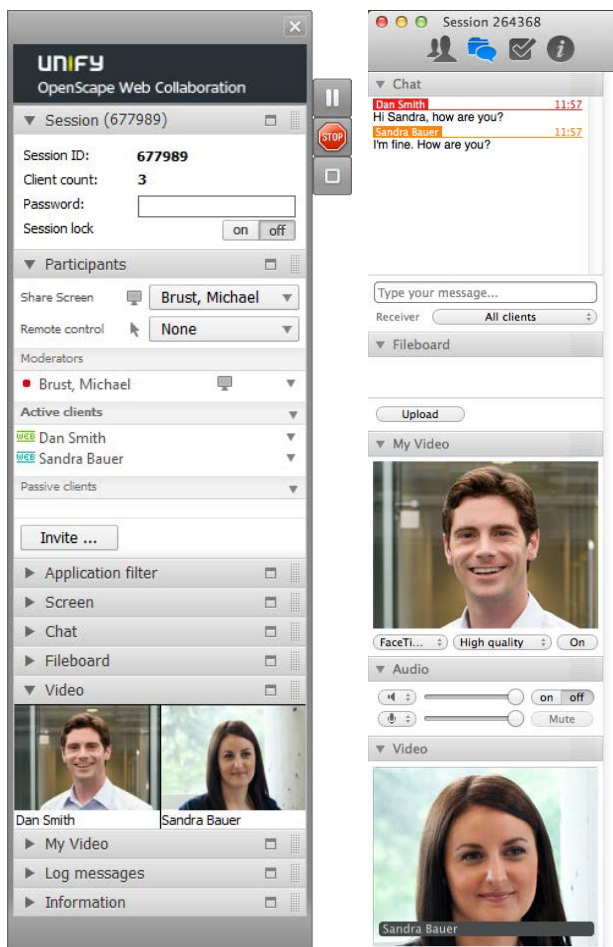 UNIFY
OpenScape Web Collaboration
Session (677989)
Session ID: 677989
Client count: 3
Password:
Session lock on off
Participants
Share Screen Brust, Michael
Remote control None
Moderators
Brust, Michael
Active clients
WEB Dan Smith
WEB Sandra Bauer
Passive clients
Invite ...
Application filter
Screen
Chat
Fileboard
Video
Dan Smith Sandra Bauer
My Video
Log messages
Information
STOP
Session 264368
Chat
Dan Smith 11:57
Hi Sandra, how are you?
Sandra Bauer 11:57
I'm fine. How are you?
Type your message...
Receiver All clients
Fileboard
Upload
My Video
FaceTi... High quality On
Audio
on off
Mute
Video
Sandra Bauer